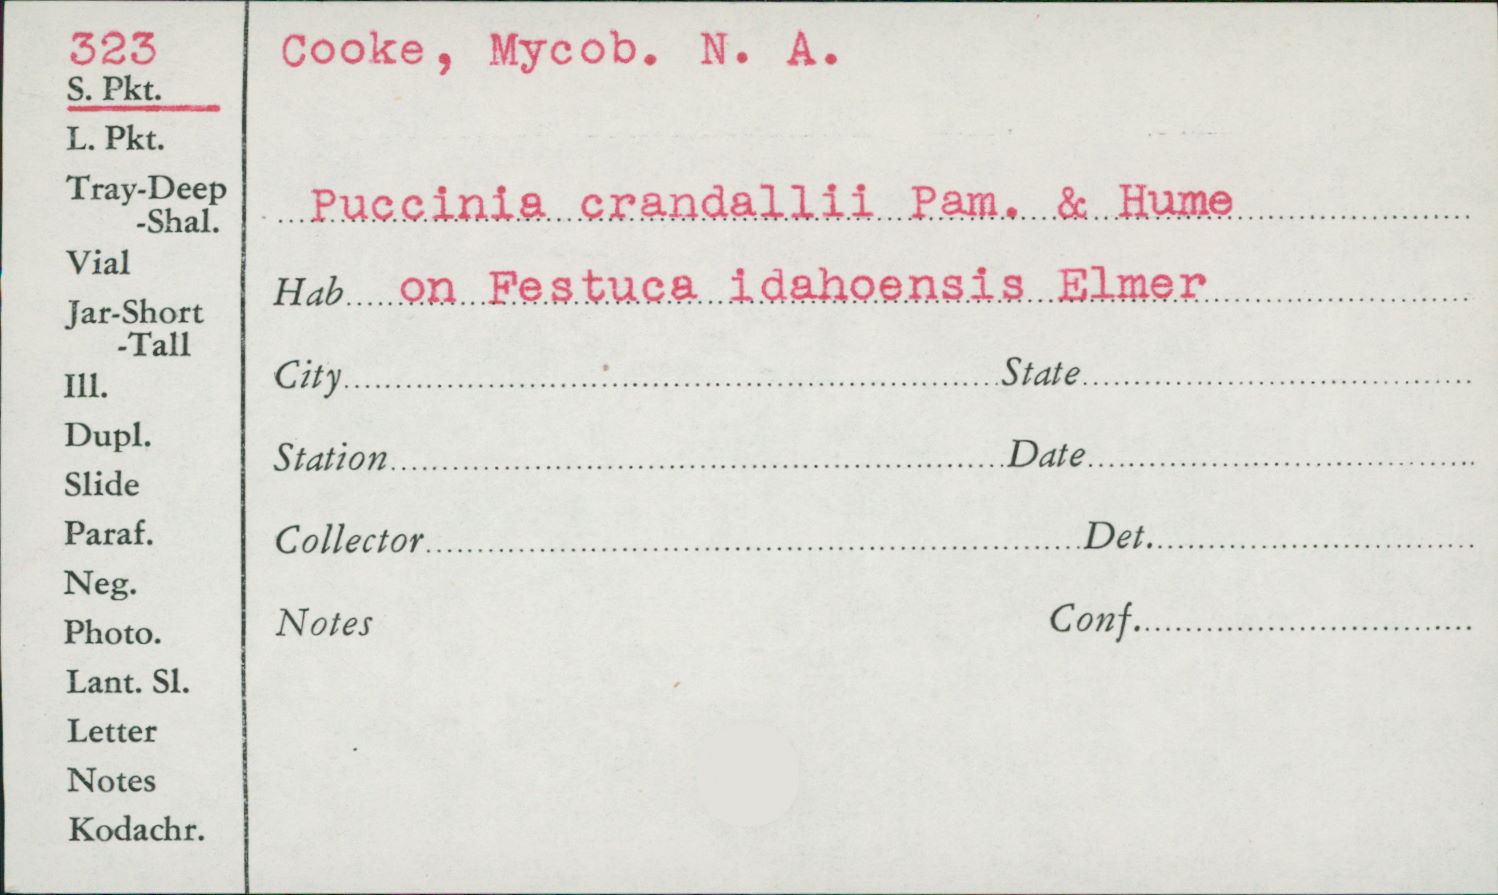 323
S. Pkt.
L. Pkt.
Tray-Deep
-Shal.
Vial
Jar-Short
-Tall
Ill.
Dupl.
Slide
Paraf.
Neg.
Photo.
Lant. Sl.
Letter
Notes
Kodachr.
Cooke, Mycob. N. A.
Puccinia crandallii Pam. & Hume
Hab on Festuca idahoensis Elmer
City State
Station Date
Collector Det.
Notes Conf.